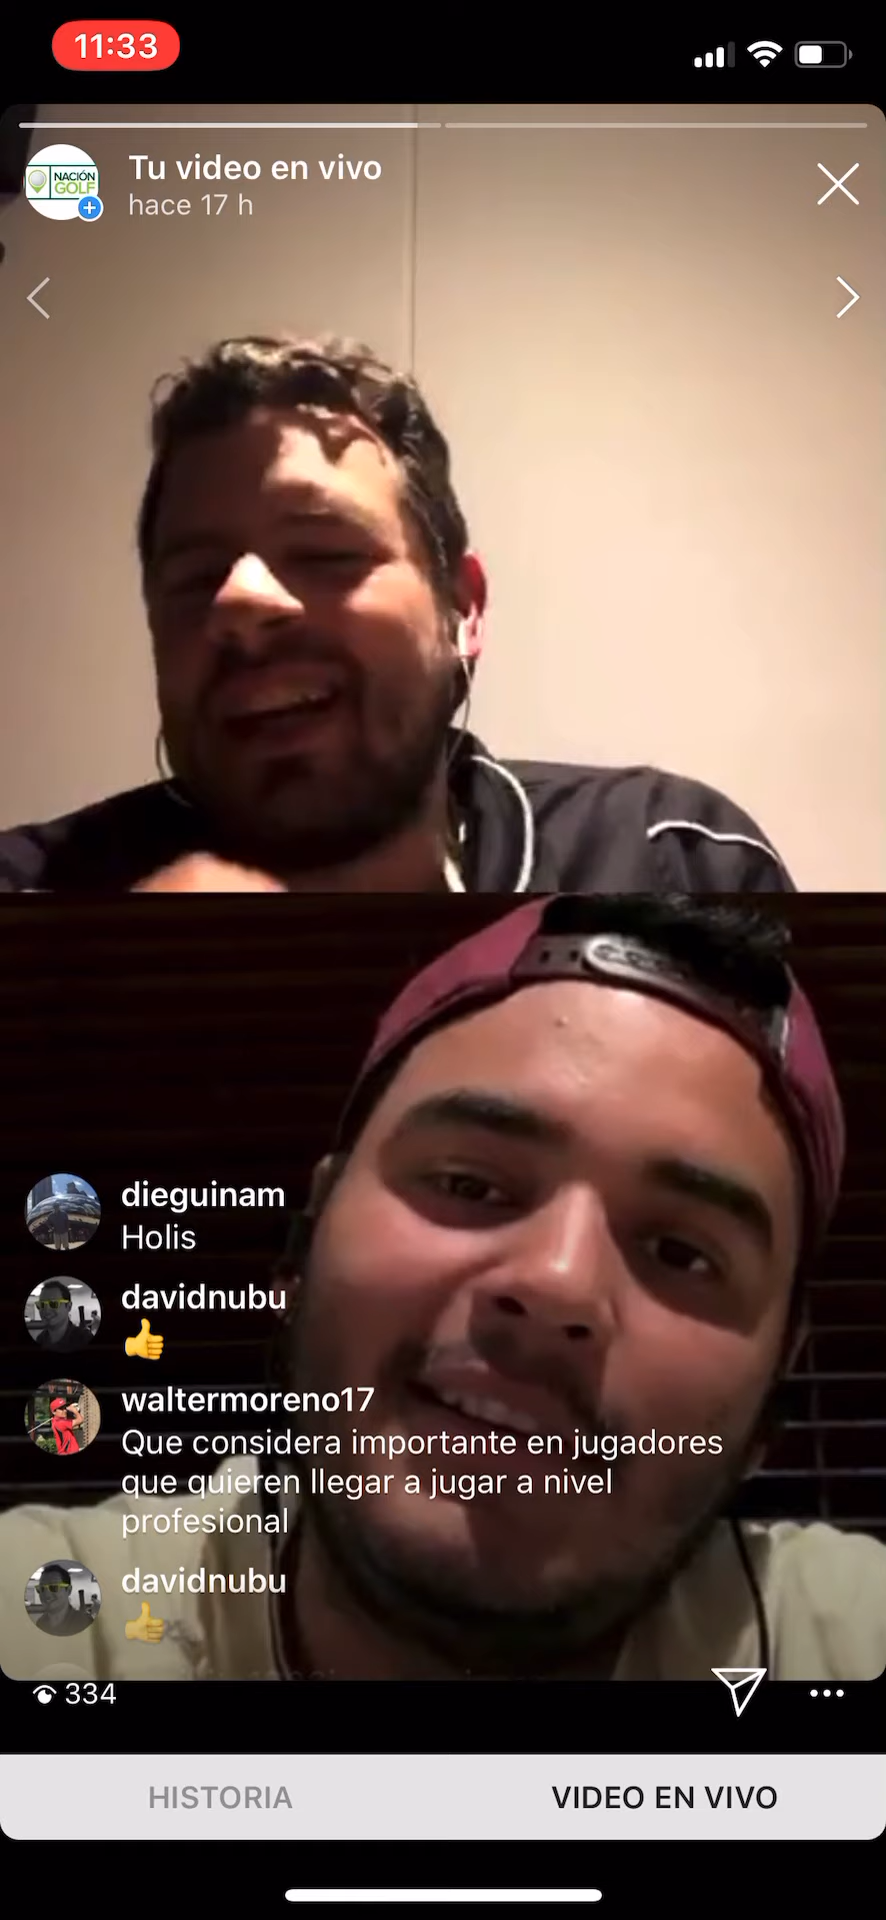 11:33
NACIÓN
GOLF
Tu video en vivo
hace 17 h
dieguinam
Holis
davidnubu
👍
waltermoreno17
Que considera importante en jugadores
que quieren llegar a jugar a nivel
profesional
davidnubu
👍
334
HISTORIA
VIDEO EN VIVO